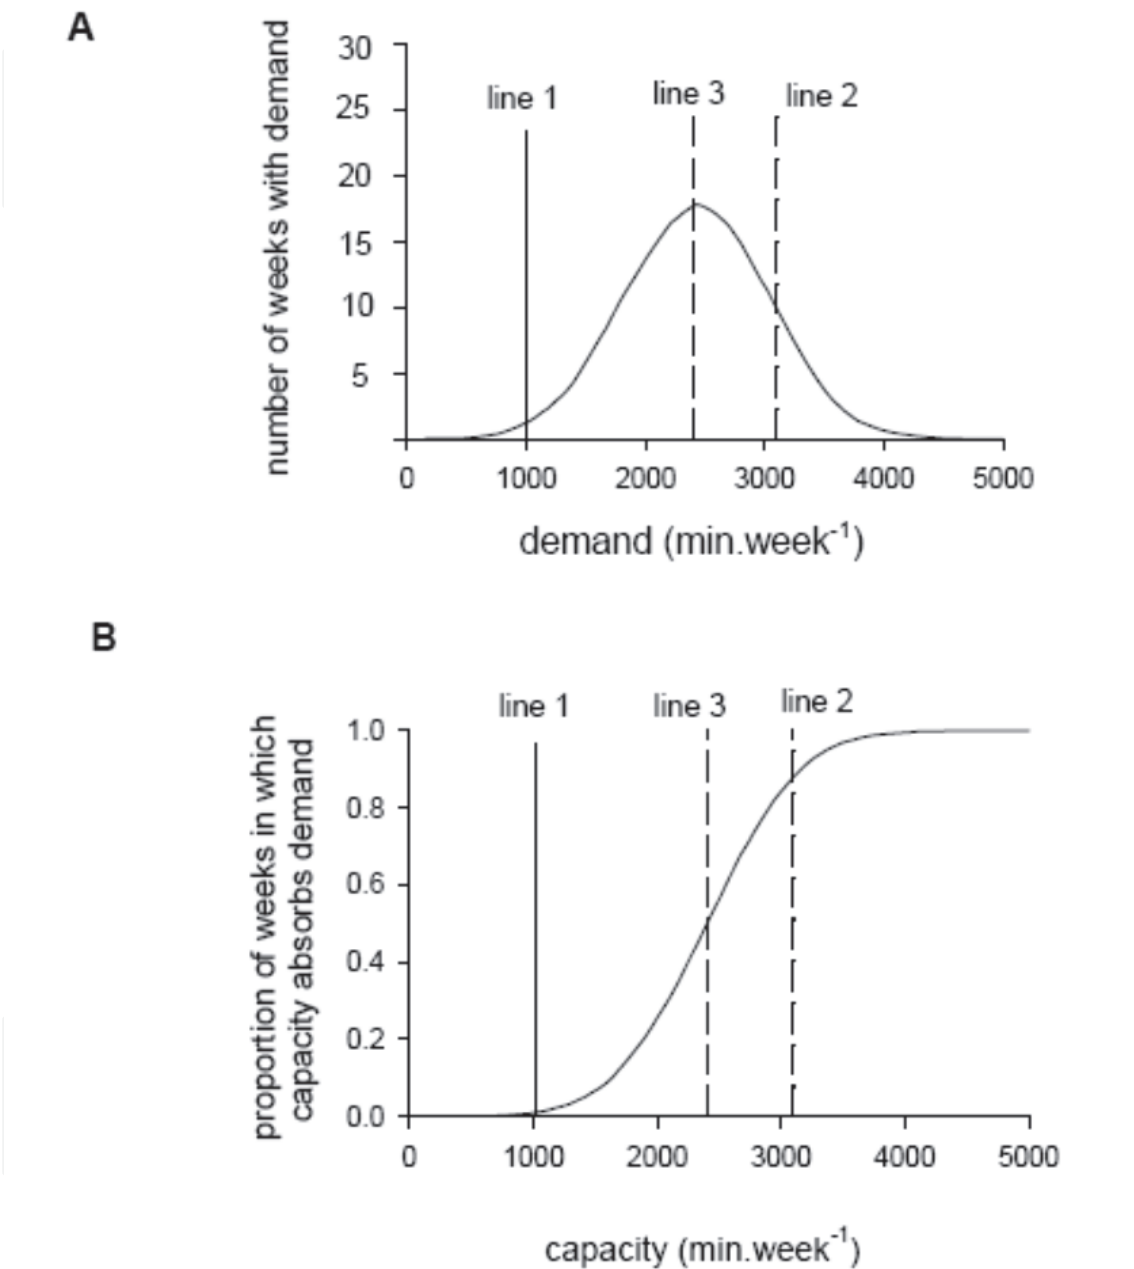 A
number of weeks with demand
30
25
20
15
10
5
line 1
line 3
line 2
0 1000 2000 3000 4000 5000
demand (min.week-1)
B
proportion of weeks in which
capacity absorbs demand
line 1
line 3
line 2
1.0
0.8
0.6
0.4
0.2
0.0
0 1000 2000 3000 4000 5000
capacity (min.week-1)